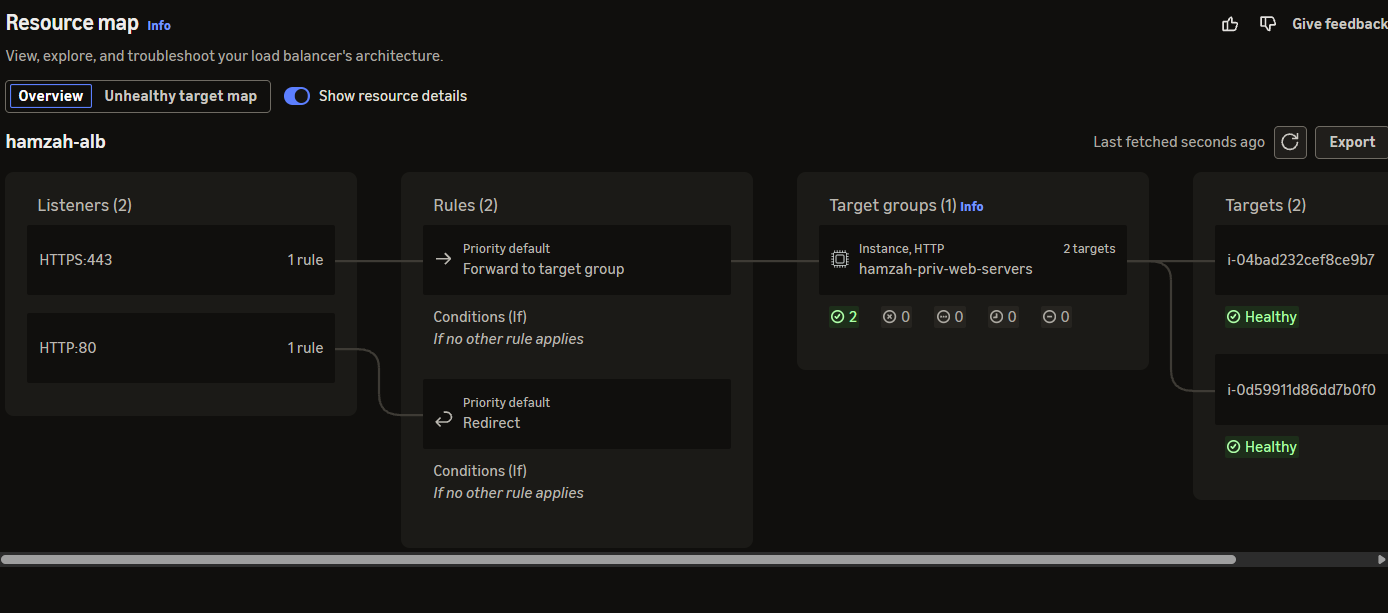 Resource map Info
Give feedback
View, explore, and troubleshoot your load balancer's architecture.
Overview Unhealthy target map Show resource details
hamzah-alb
Last fetched seconds ago Export
Listeners (2)
HTTPS:443 1 rule
HTTP:80 1 rule
Rules (2)
Priority default
Forward to target group
Conditions (If)
If no other rule applies
Priority default
Redirect
Conditions (If)
If no other rule applies
Target groups (1) Info
Instance, HTTP 2 targets
hamzah-priv-web-servers
2 0 0 0 0
Targets (2)
i-04bad232cef8ce9b7
Healthy
i-0d59911d86dd7b0f0
Healthy